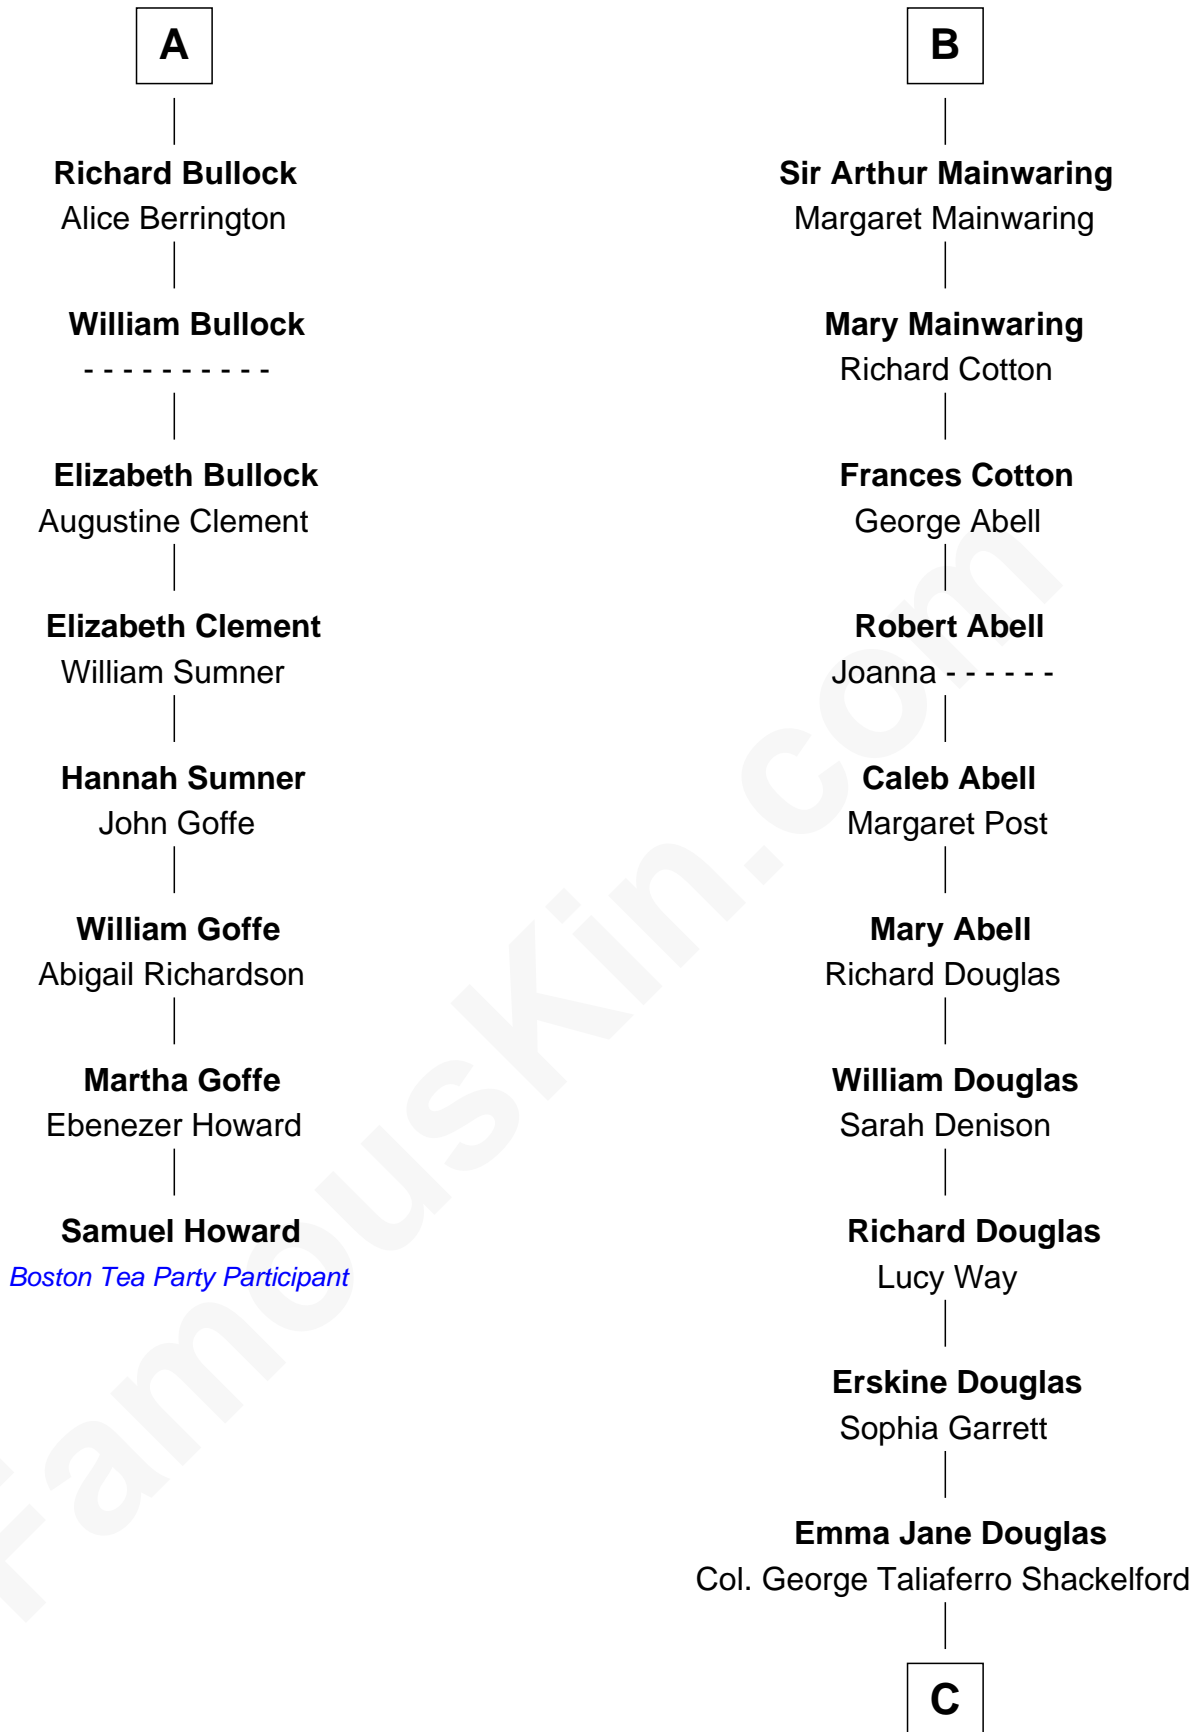 A
Richard Bullock
Alice Berrington
William Bullock
- - - - - - - - - -
Elizabeth Bullock
Augustine Clement
Elizabeth Clement
William Sumner
Hannah Sumner
John Goffe
William Goffe
Abigail Richardson
Martha Goffe
Ebenezer Howard
Samuel Howard
Boston Tea Party Participant
B
Sir Arthur Mainwaring
Margaret Mainwaring
Mary Mainwaring
Richard Cotton
Frances Cotton
George Abell
Robert Abell
Joanna - - - - - -
Caleb Abell
Margaret Post
Mary Abell
Richard Douglas
William Douglas
Sarah Denison
Richard Douglas
Lucy Way
Erskine Douglas
Sophia Garrett
Emma Jane Douglas
Col. George Taliaferro Shackelford
C
FamousKin.com